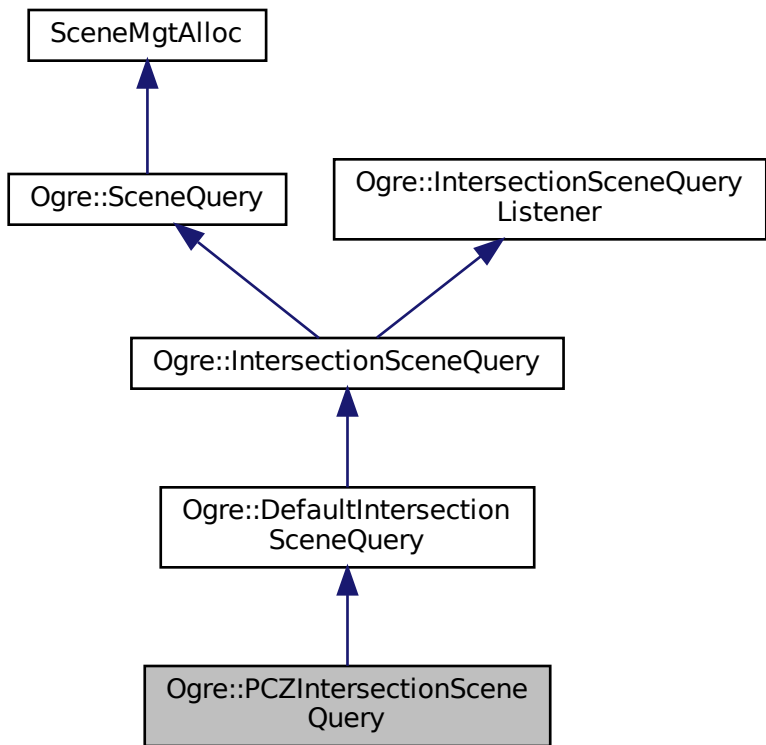 SceneMgtAlloc
Ogre::SceneQuery
Ogre::IntersectionSceneQuery
Listener
Ogre::IntersectionSceneQuery
Ogre::DefaultIntersection
SceneQuery
Ogre::PCZIntersectionScene
Query